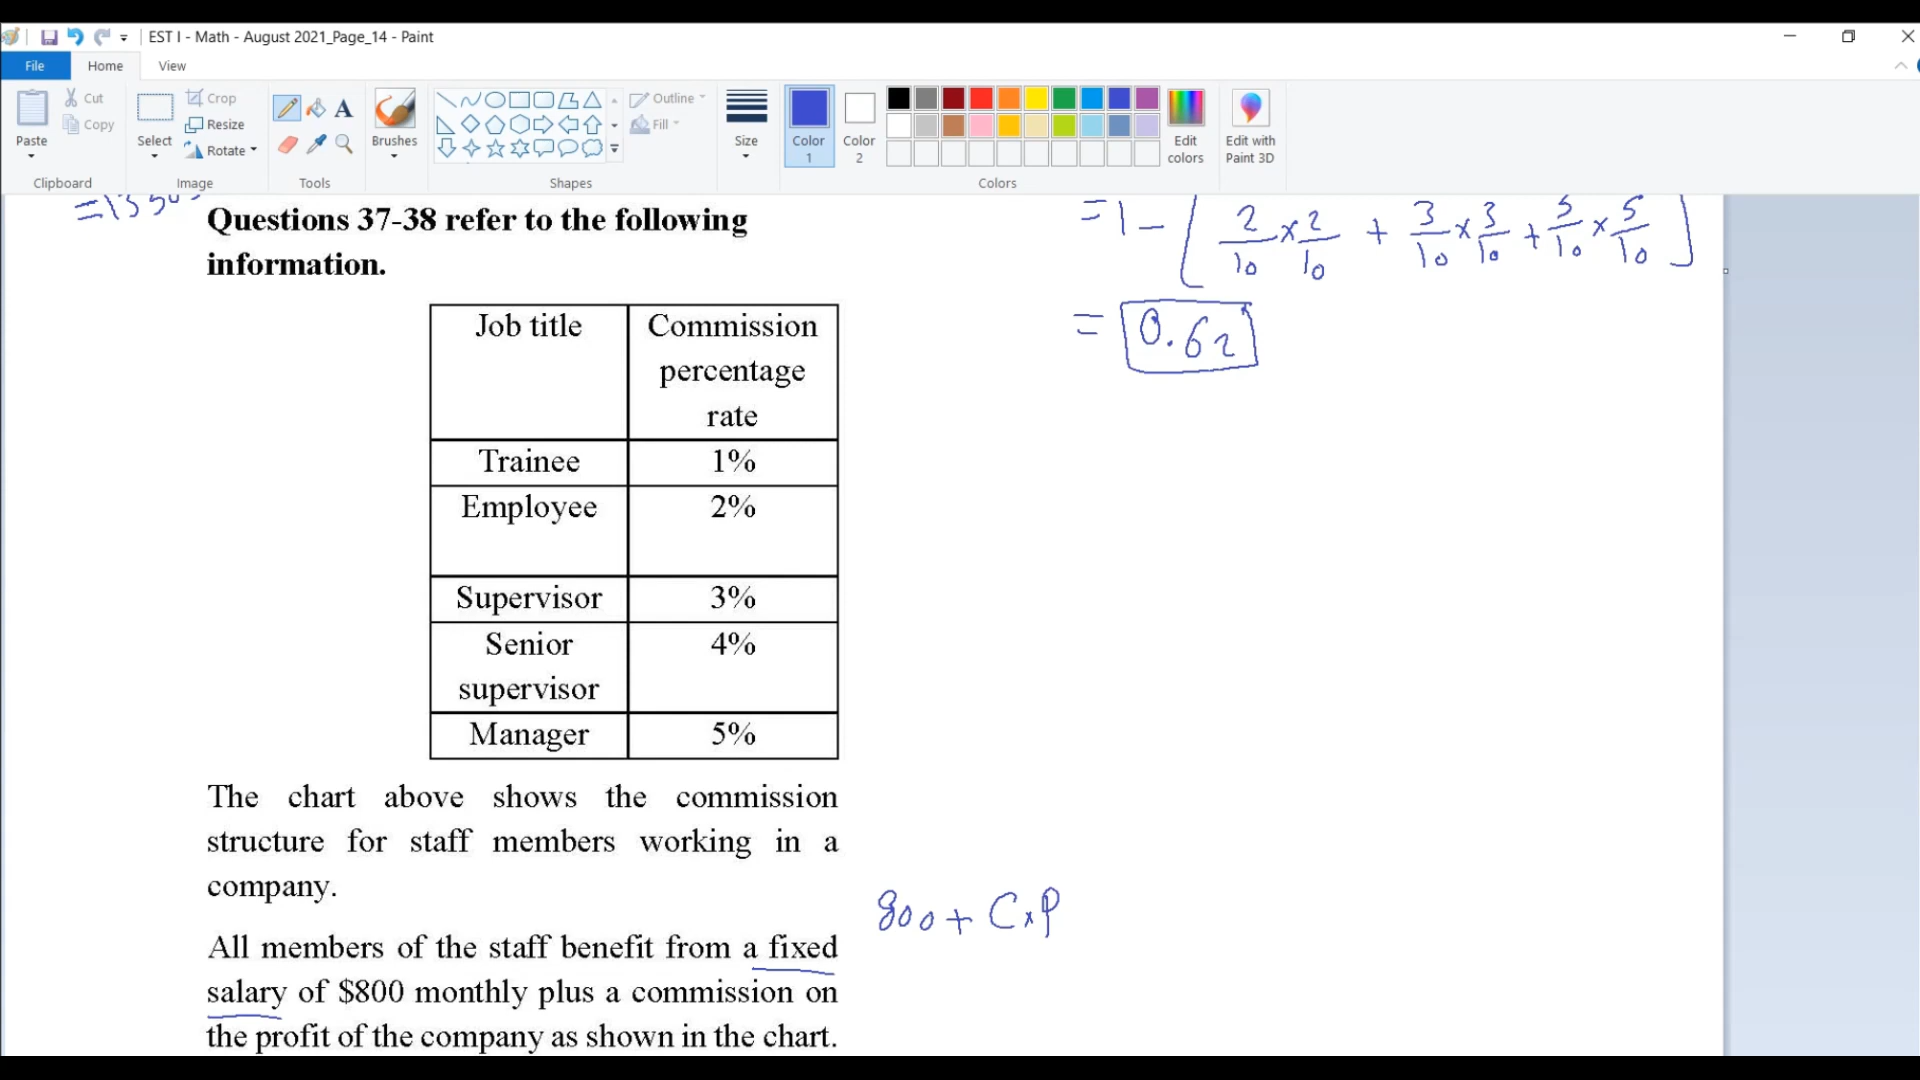 EST I - Math - August 2021_Page_14 - Paint
File Home View
Paste
Cut
Copy
Clipboard
Select
Crop
Resize
Rotate
Image
A
Tools
Brushes
Outline
Fill
Shapes
Size
Color 1
Color 2
Edit colors
Edit with Paint 3D
Colors
Questions 37-38 refer to the following
information.
Job title Commission percentage rate
Trainee 1%
Employee 2%
Supervisor 3%
Senior supervisor 4%
Manager 5%
The chart above shows the commission
structure for staff members working in a
company.
All members of the staff benefit from a fixed
salary of $800 monthly plus a commission on
the profit of the company as shown in the chart.
=1-[2/10 x 2/10 + 3/10 x 3/10 + 5/10 x 5/10]
= 0.62
800 + C x P